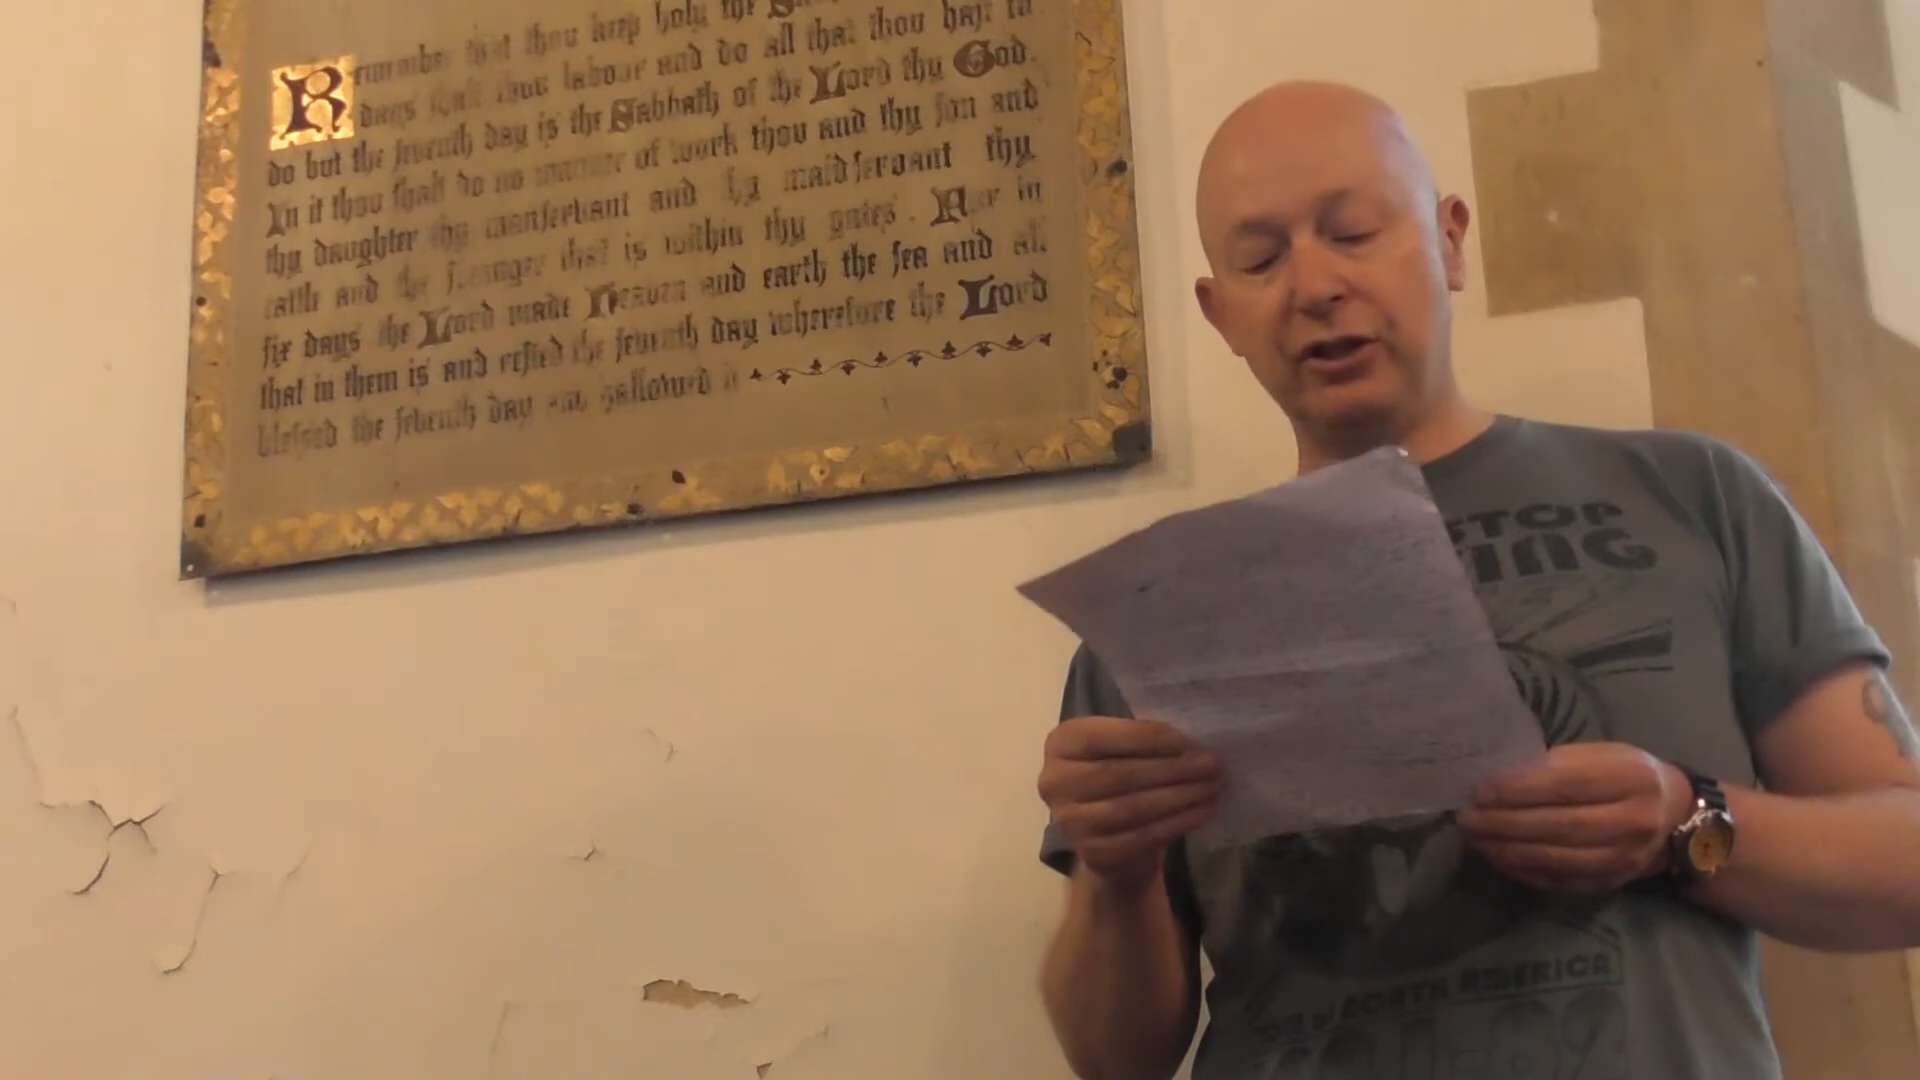 Remember that thou keep holy the
days shalt thou labour and do all that thou hast to
do but the seventh day is the Sabbath of the Lord thy God.
In it thou shalt do no manner of work thou and thy son and
thy daughter thy manservant and thy maidservant thy
cattle and the stranger that is within thy gates. For in
six days the Lord made Heaven and earth the sea and all
that in them is and rested the seventh day wherefore the Lord
blessed the seventh day and hallowed it
STOP
NORTH AMERICA